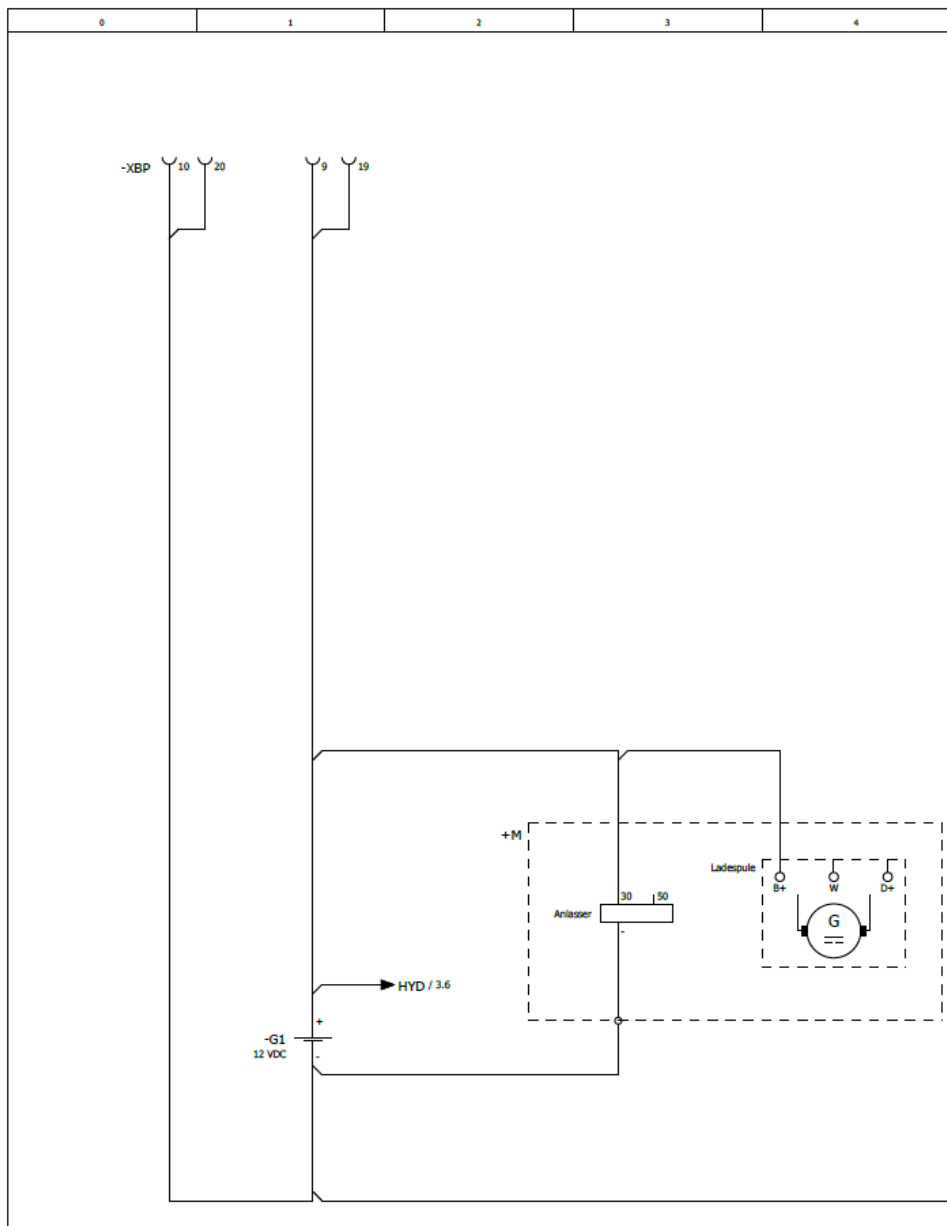 0 1 2 3 4
-XBP 10 20 9 19
+M
Ladespule
B+ W D+
30 50
Anlasser
G
-
HYD / 3.6
+
-G1
12 VDC
-